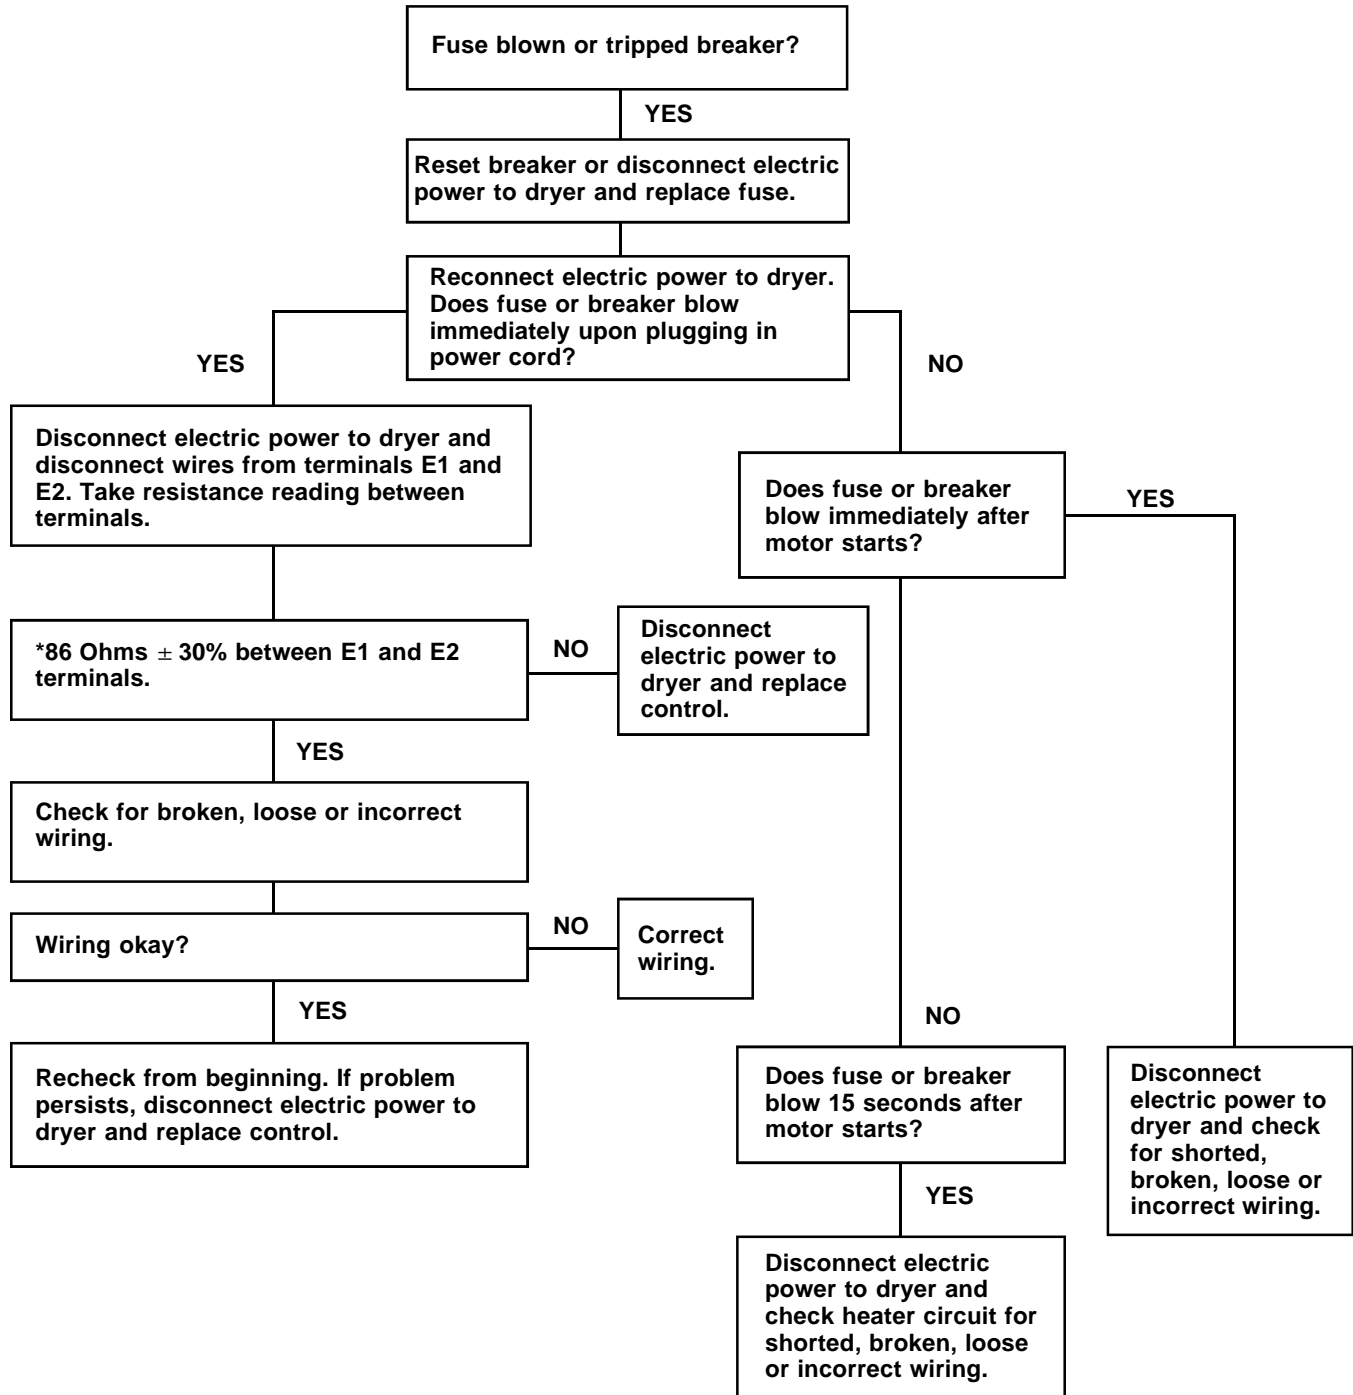 Fuse blown or tripped breaker?
YES
Reset breaker or disconnect electric
power to dryer and replace fuse.
Reconnect electric power to dryer.
Does fuse or breaker blow
immediately upon plugging in
power cord?
YES
NO
Disconnect electric power to dryer and
disconnect wires from terminals E1 and
E2. Take resistance reading between
terminals.
Does fuse or breaker
blow immediately after
motor starts?
YES
*86 Ohms ± 30% between E1 and E2
terminals.
NO
Disconnect
electric power to
dryer and replace
control.
YES
Check for broken, loose or incorrect
wiring.
Wiring okay?
NO
Correct
wiring.
YES
NO
Recheck from beginning. If problem
persists, disconnect electric power to
dryer and replace control.
Does fuse or breaker
blow 15 seconds after
motor starts?
Disconnect
electric power to
dryer and check
for shorted,
broken, loose or
incorrect wiring.
YES
Disconnect electric
power to dryer and
check heater circuit for
shorted, broken, loose
or incorrect wiring.